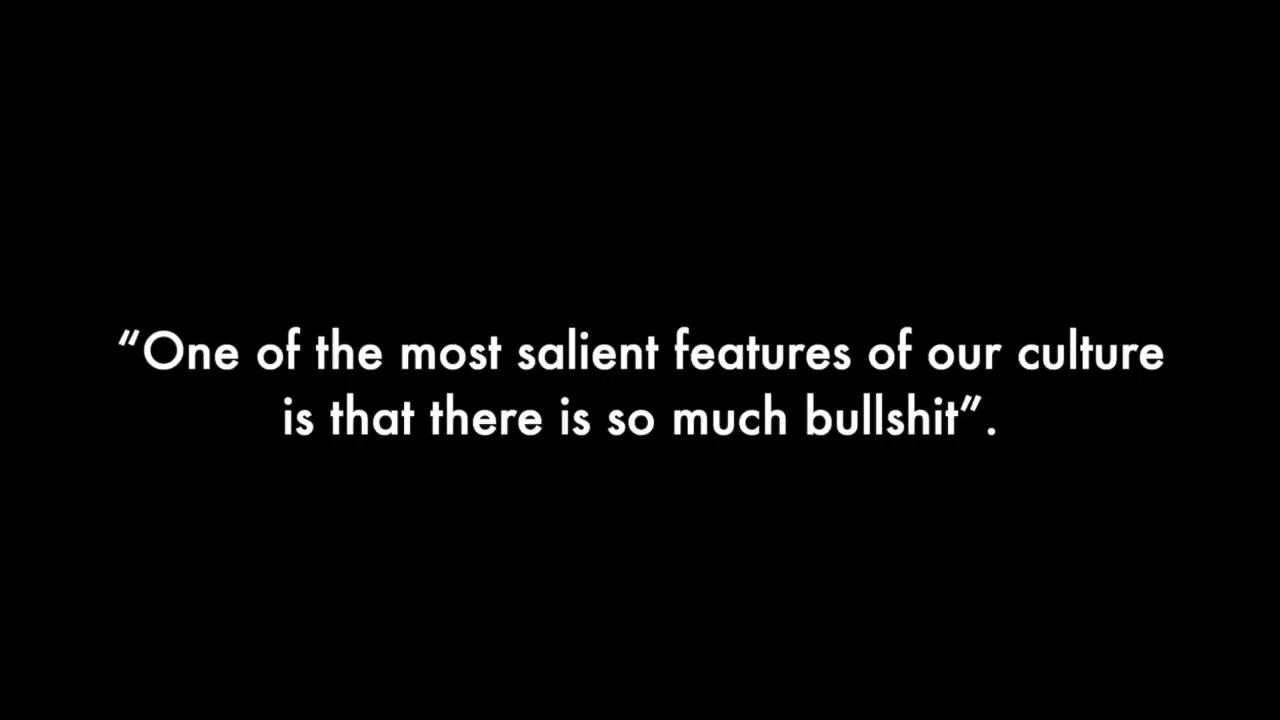 “One of the most salient features of our culture
is that there is so much bullshit”.